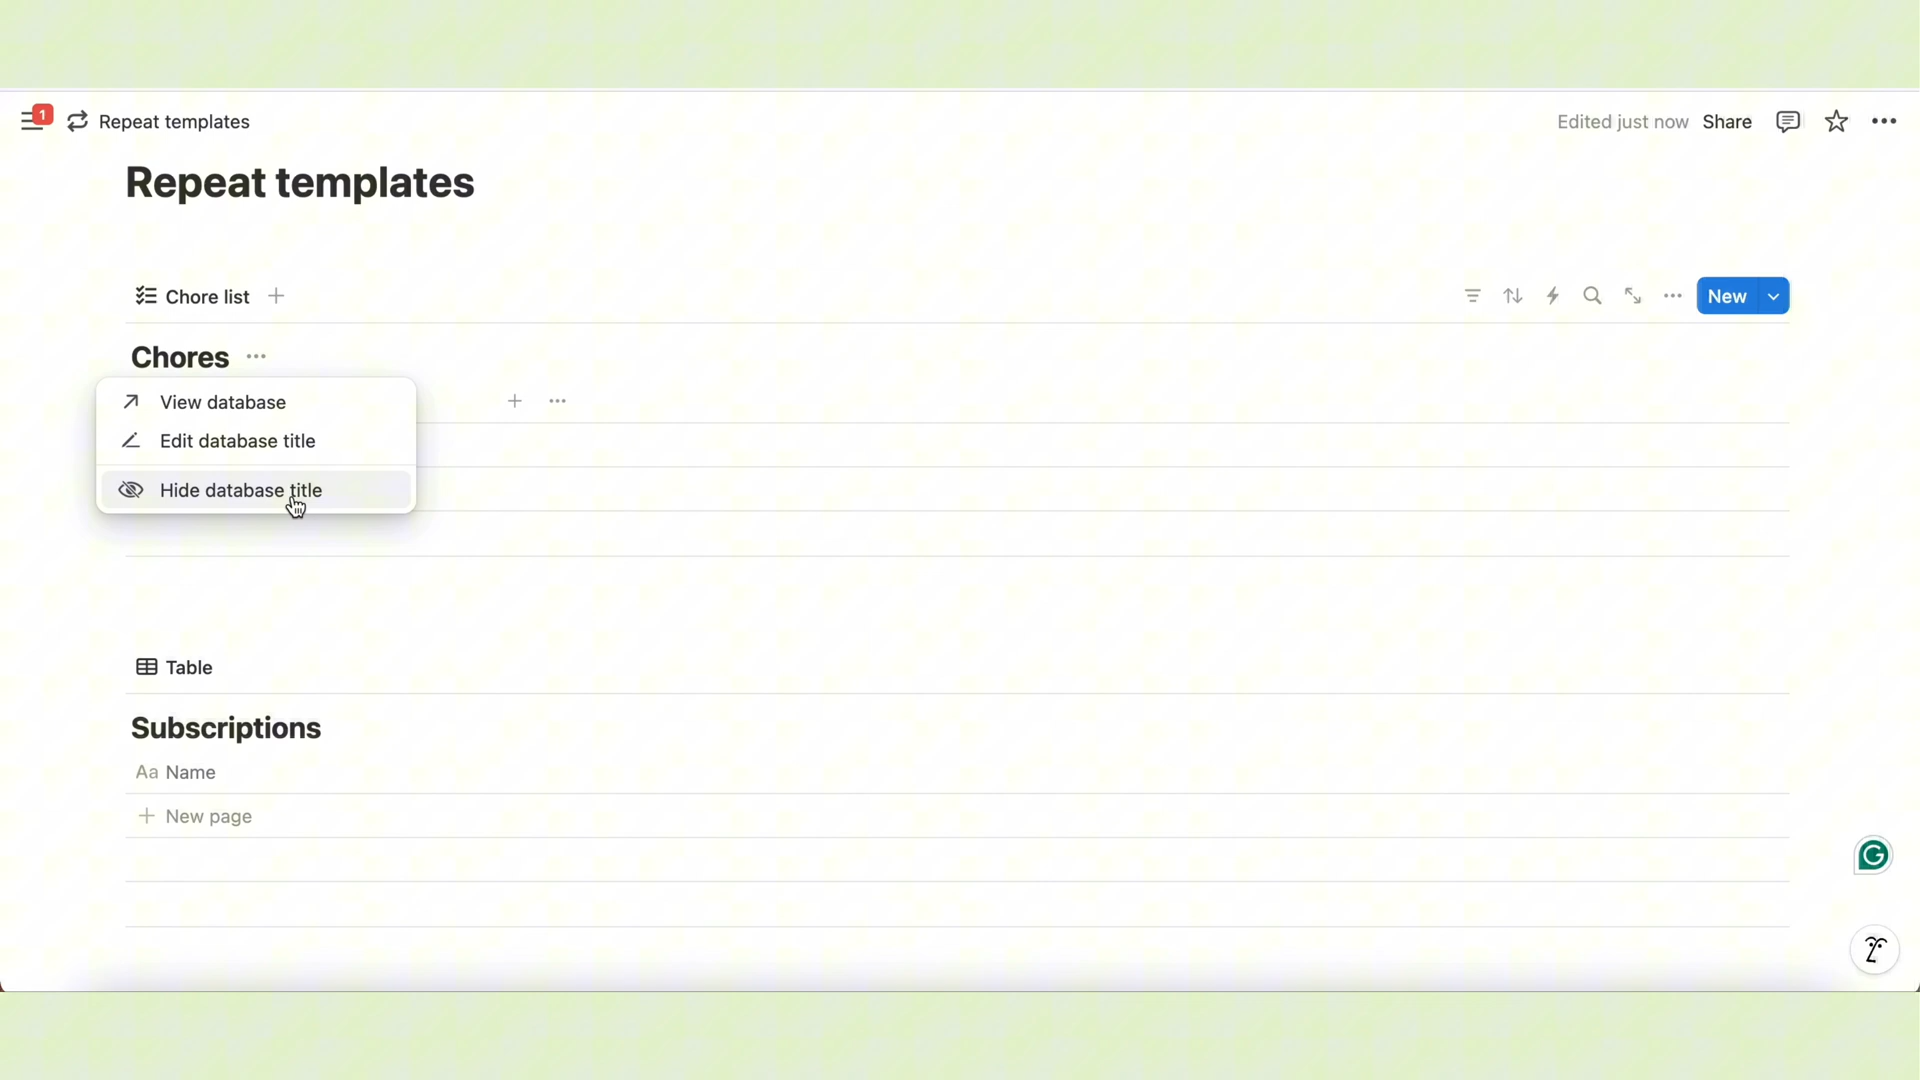 1
Repeat templates
Edited just now
Share
Repeat templates
Chore list
New
Chores
View database
Edit database title
Hide database title
Table
Subscriptions
Aa Name
New page